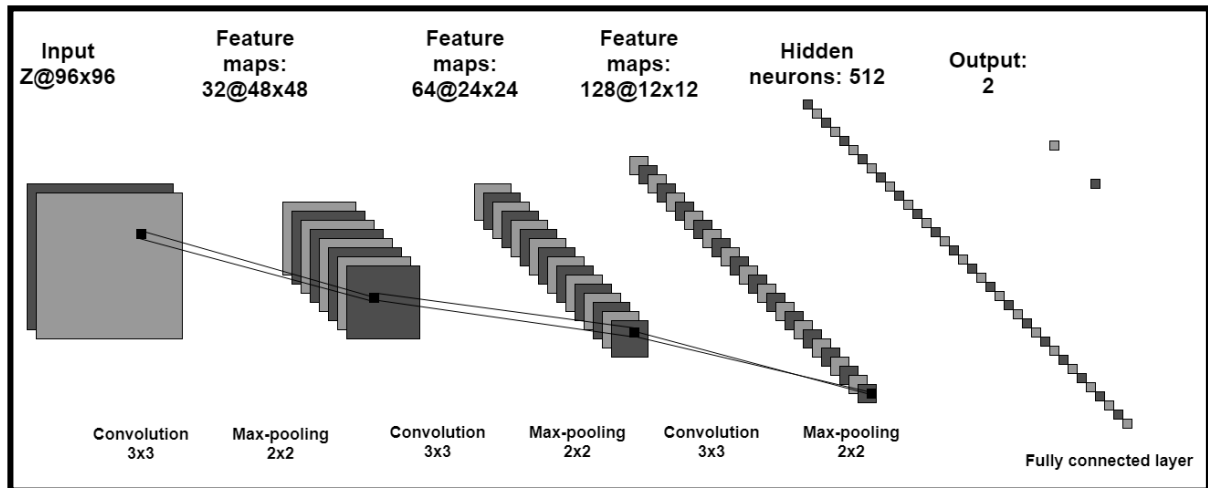 Input
Z@96x96
Feature
maps:
32@48x48
Feature
maps:
64@24x24
Feature
maps:
128@12x12
Hidden
neurons: 512
Output:
2
Convolution
3x3
Max-pooling
2x2
Convolution
3x3
Max-pooling
2x2
Convolution
3x3
Max-pooling
2x2
Fully connected layer